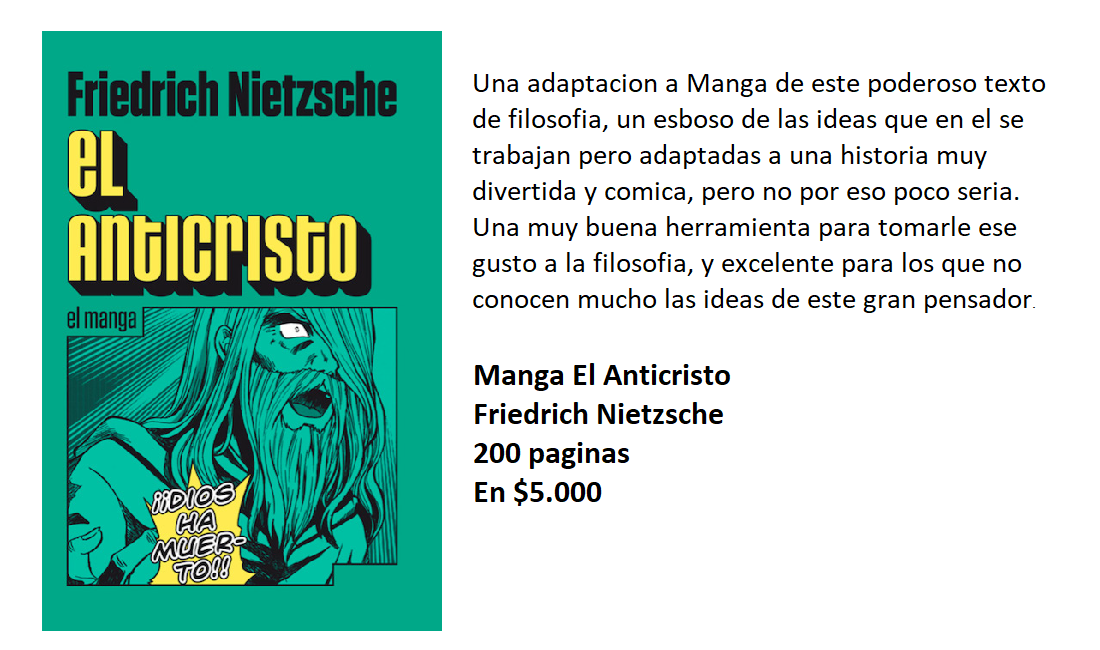 Friedrich Nietzsche
eL
anticristo
el manga
¡¡DIOS
HA
MUER-
TO!!
Una adaptacion a Manga de este poderoso texto
de filosofia, un esboso de las ideas que en el se
trabajan pero adaptadas a una historia muy
divertida y comica, pero no por eso poco seria.
Una muy buena herramienta para tomarle ese
gusto a la filosofia, y excelente para los que no
conocen mucho las ideas de este gran pensador.
Manga El Anticristo
Friedrich Nietzsche
200 paginas
En $5.000